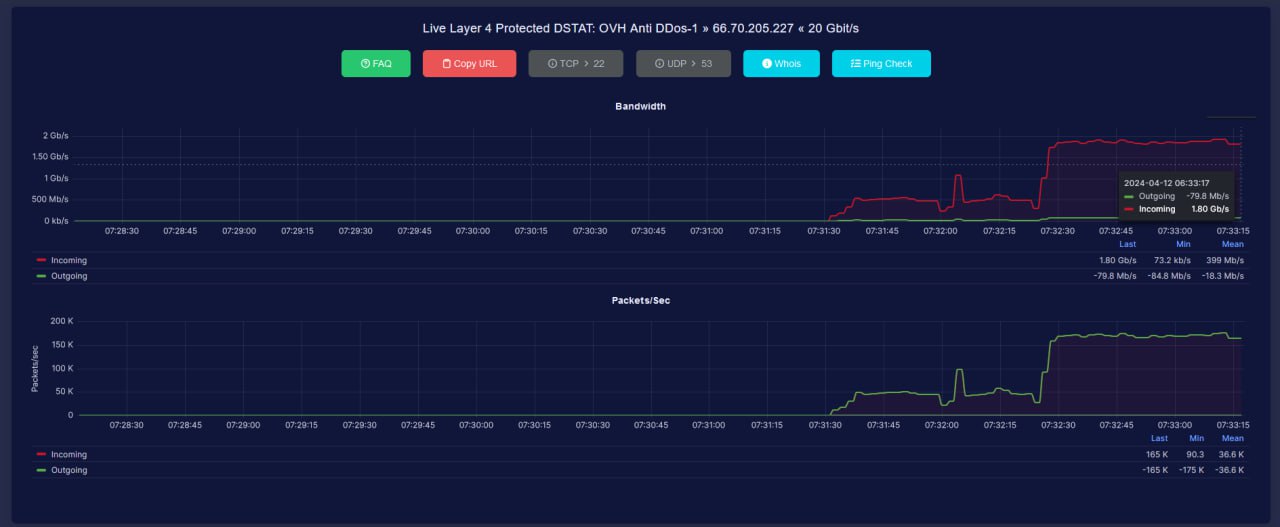 Live Layer 4 Protected DSTAT: OVH Anti DDos-1 » 66.70.205.227 « 20 Gbit/s
FAQ Copy URL TCP > 22 UDP > 53 Whois Ping Check
Bandwidth
2 Gb/s
1.50 Gb/s
1 Gb/s
500 Mb/s
0 kb/s
2024-04-12 06:33:17
Outgoing -79.8 Mb/s
Incoming 1.80 Gb/s
07:28:30 07:28:45 07:29:00 07:29:15 07:29:30 07:29:45 07:30:00 07:30:15 07:30:30 07:30:45 07:31:00 07:31:15 07:31:30 07:31:45 07:32:00 07:32:15 07:32:30 07:32:45 07:33:00 07:33:15
Last Min Mean
Incoming 1.80 Gb/s 73.2 kb/s 399 Mb/s
Outgoing -79.8 Mb/s -84.8 Mb/s -18.3 Mb/s
Packets/Sec
Packets/sec
200 K
150 K
100 K
50 K
0
07:28:30 07:28:45 07:29:00 07:29:15 07:29:30 07:29:45 07:30:00 07:30:15 07:30:30 07:30:45 07:31:00 07:31:15 07:31:30 07:31:45 07:32:00 07:32:15 07:32:30 07:32:45 07:33:00 07:33:15
Last Min Mean
Incoming 165 K 90.3 36.6 K
Outgoing -165 K -175 K -36.6 K